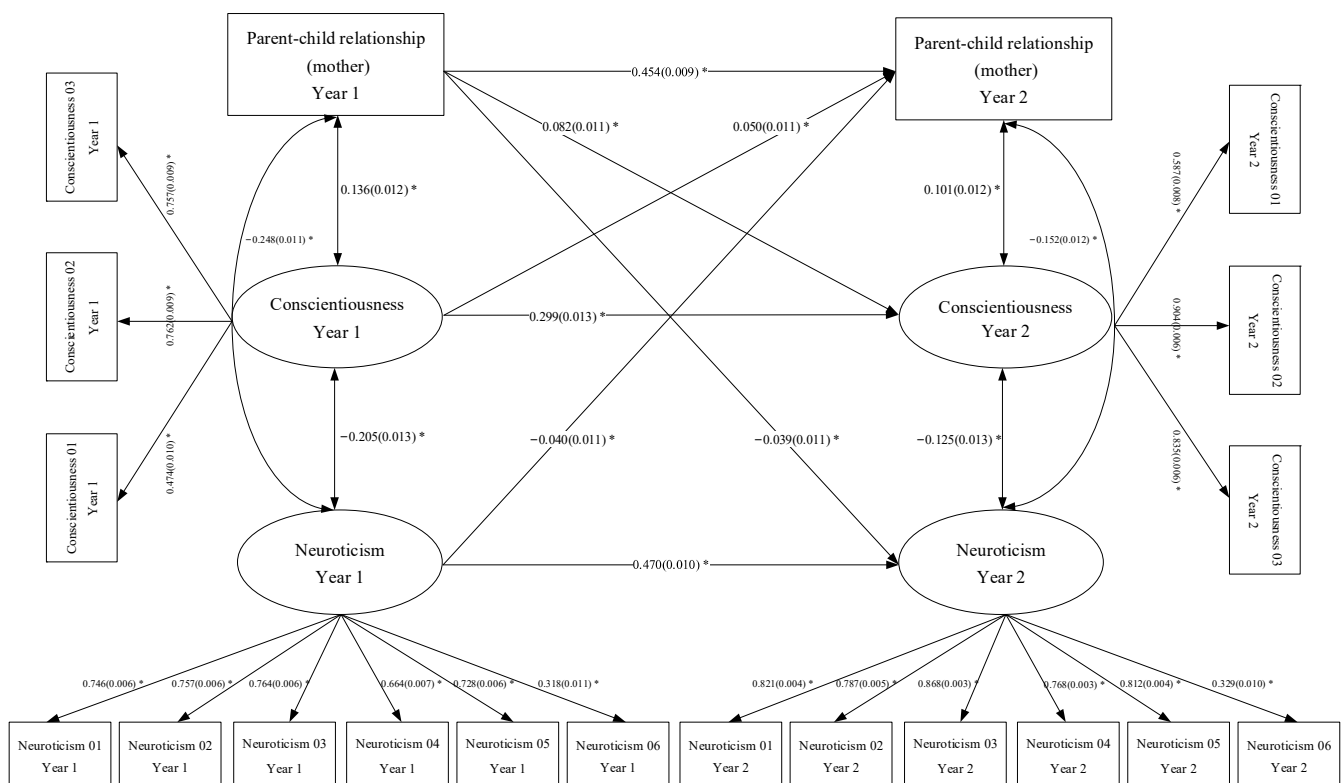 Parent-child relationship
(mother)
Year 1
Parent-child relationship
(mother)
Year 2
0.454(0.009) *
Conscientiousness 03
Year 1
Conscientiousness 01
Year 2
0.082(0.011) *
0.050(0.011) *
0.757(0.009) *
0.587(0.008) *
0.136(0.012) *
0.101(0.012) *
−0.248(0.011) *
−0.152(0.012) *
Conscientiousness 02
Year 1
0.762(0.009) *
Conscientiousness
Year 1
0.299(0.013) *
Conscientiousness
Year 2
0.904(0.006)
*
Conscientiousness 02
Year 2
Conscientiousness 01
Year 1
0.474(0.010) *
−0.205(0.013) *
−0.040(0.011) *
−0.039(0.011) *
−0.125(0.013) *
0.835(0.006) *
Conscientiousness 03
Year 2
Neuroticism
Year 1
0.470(0.010) *
Neuroticism
Year 2
0.746(0.006) *
0.757(0.006) *
0.764(0.006) *
0.664(0.007) *
0.728(0.006) *
0.318(0.011) *
0.821(0.004) *
0.787(0.005) *
0.868(0.003) *
0.768(0.003) *
0.812(0.004) *
0.329(0.010) *
Neuroticism 01
Year 1
Neuroticism 02
Year 1
Neuroticism 03
Year 1
Neuroticism 04
Year 1
Neuroticism 05
Year 1
Neuroticism 06
Year 1
Neuroticism 01
Year 2
Neuroticism 02
Year 2
Neuroticism 03
Year 2
Neuroticism 04
Year 2
Neuroticism 05
Year 2
Neuroticism 06
Year 2